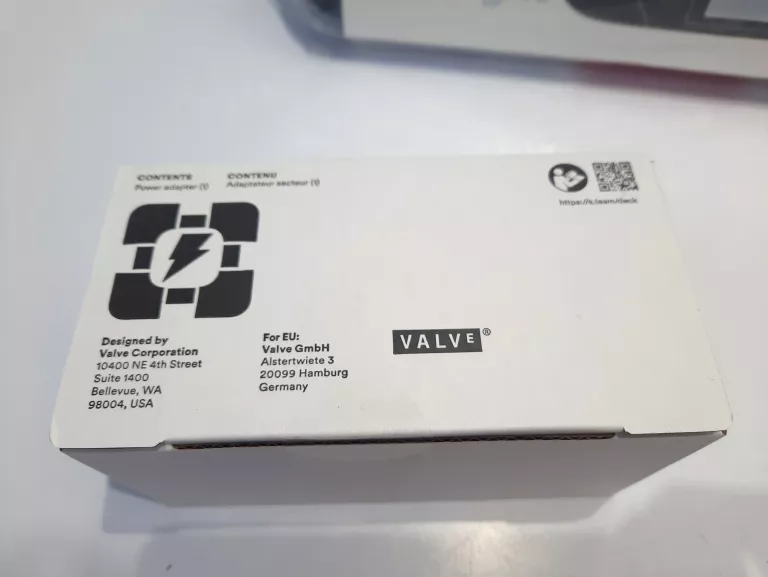 CONTENTS
Power adapter (1)
CONTENU
Adaptateur secteur (1)
https://s.team/deck
Designed by
Valve Corporation
10400 NE 4th Street
Suite 1400
Bellevue, WA
98004, USA
For EU:
Valve GmbH
Alstertwiete 3
20099 Hamburg
Germany
VALVE®